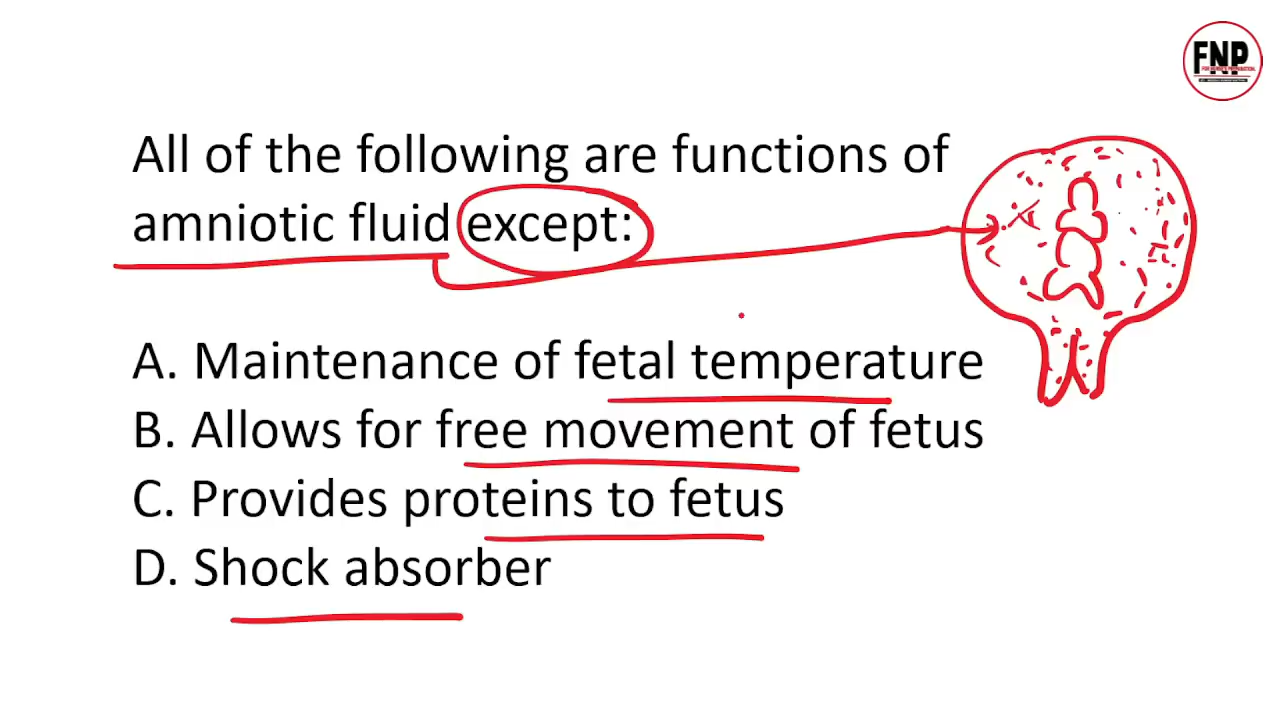 FNP
All of the following are functions of
amniotic fluid except:
A. Maintenance of fetal temperature
B. Allows for free movement of fetus
C. Provides proteins to fetus
D. Shock absorber